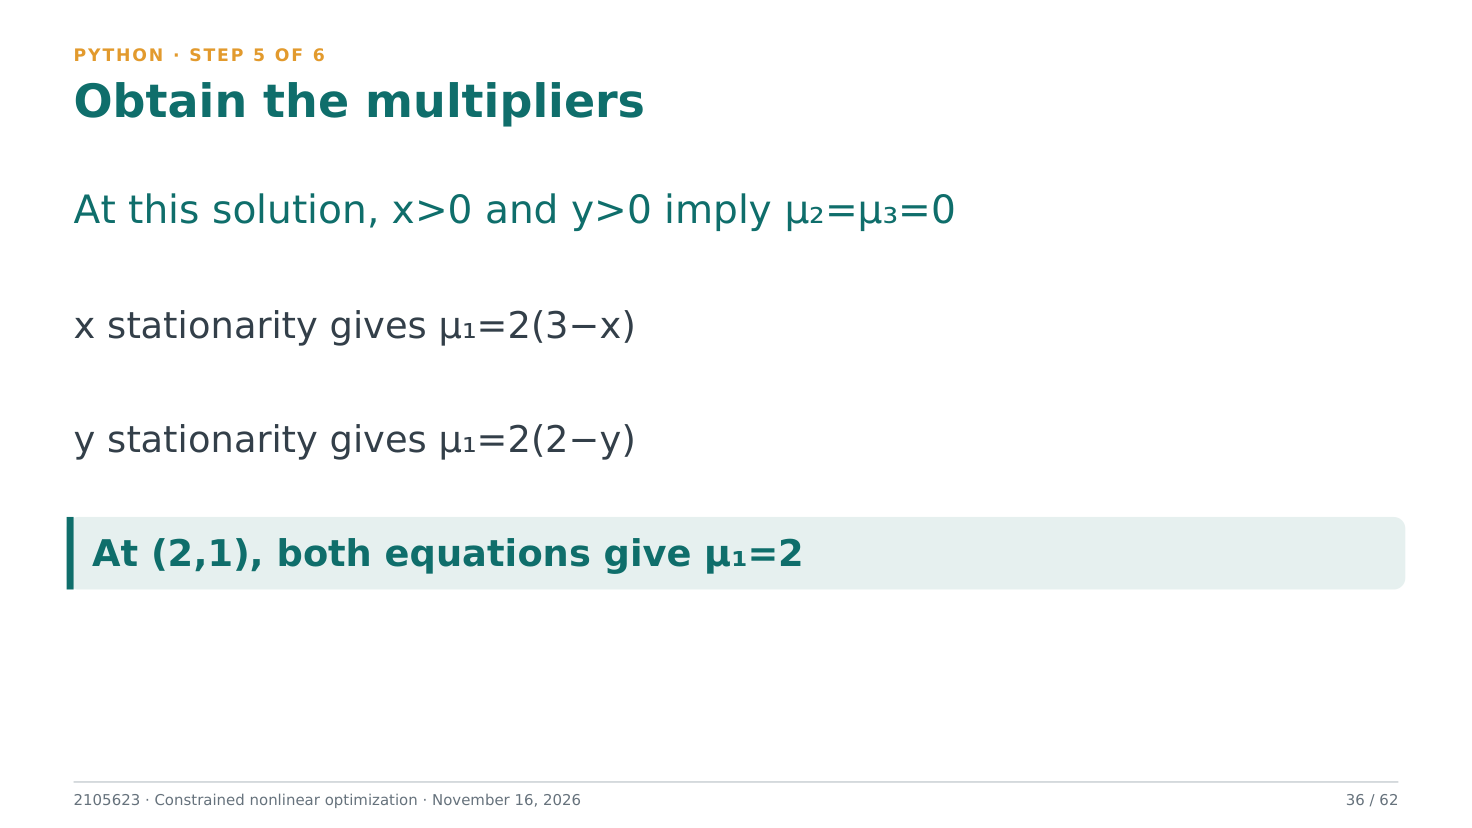 PYTHON · STEP 5 OF 6
Obtain the multipliers
At this solution, x>0 and y>0 imply μ₂=μ₃=0
x stationarity gives μ₁=2(3−x)
y stationarity gives μ₁=2(2−y)
At (2,1), both equations give μ₁=2
2105623 · Constrained nonlinear optimization · November 16, 2026
36 / 62